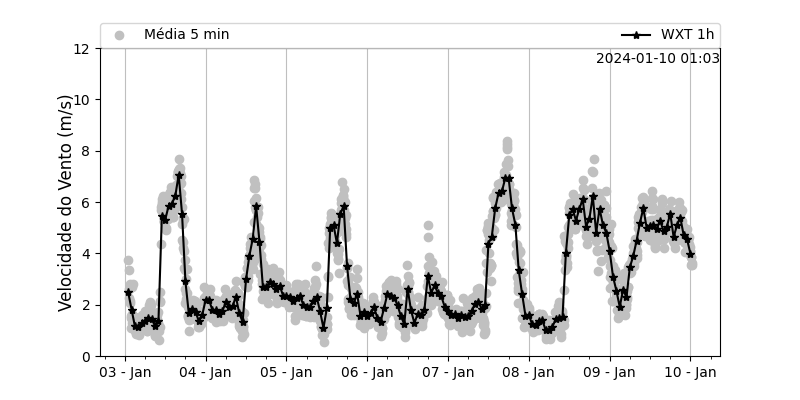 Média 5 min
WXT 1h
2024-01-10 01:03
Velocidade do Vento (m/s)
12
10
8
6
4
2
0
03 - Jan
04 - Jan
05 - Jan
06 - Jan
07 - Jan
08 - Jan
09 - Jan
10 - Jan